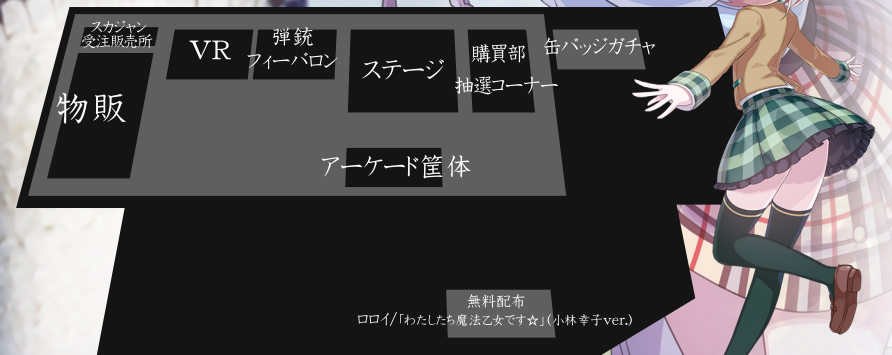 スカジャン
受注販売所
物販
VR
弾銃
フィーバロン
ステージ
購買部
抽選コーナー
缶バッジガチャ
アーケード筐体
無料配布
ロロイ/「わたしたち魔法乙女です☆」(小林幸子ver.)